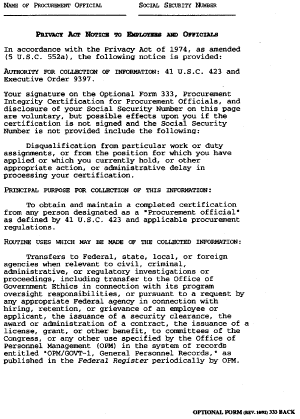 NAME OF PROCUREMENT OFFICIAL SOCIAL SECURITY NUMBER
PRIVACY ACT NOTICE TO EMPLOYEES AND OFFICIALS
In accordance with the Privacy Act of 1974, as amended
(5 U.S.C. 552a), the following notice is provided:
AUTHORITY FOR COLLECTION OF INFORMATION: 41 U.S.C. 423 and
Executive Order 9397.
Your signature on the Optional Form 333, Procurement
Integrity Certification for Procurement Officials, and
disclosure of your Social Security Number on this page
are voluntary, but possible effects upon you if the
certification is not signed and the Social Security
Number is not provided include the following:
Disqualification from particular work or duty
assignments, or from the position for which you have
applied or which you currently hold, or other
appropriate action, or administrative delay in
processing your certification.
PRINCIPAL PURPOSE FOR COLLECTION OF THIS INFORMATION:
To obtain and maintain a completed certification
from any person designated as a "Procurement official"
as defined by 41 U.S.C. 423 and applicable procurement
regulations.
ROUTINE USES WHICH MAY BE MADE OF THE COLLECTED INFORMATION:
Transfers to Federal, state, local, or foreign
agencies when relevant to civil, criminal,
administrative, or regulatory investigations or
proceedings, including transfer to the Office of
Government Ethics in connection with its program
oversight responsibilities, or pursuant to a request by
any appropriate Federal agency in connection with
hiring, retention, or grievance of an employee or
applicant, the issuance of a security clearance, the
award or administration of a contract, the issuance of a
license, grant, or other benefit, to committees of the
Congress, or any other use specified by the Office of
Personnel Management (OPM) in the system of records
entitled "OPM/GOVT-1, General Personnel Records," as
published in the Federal Register periodically by OPM.
OPTIONAL FORM (REV. 10/92) 333 BACK